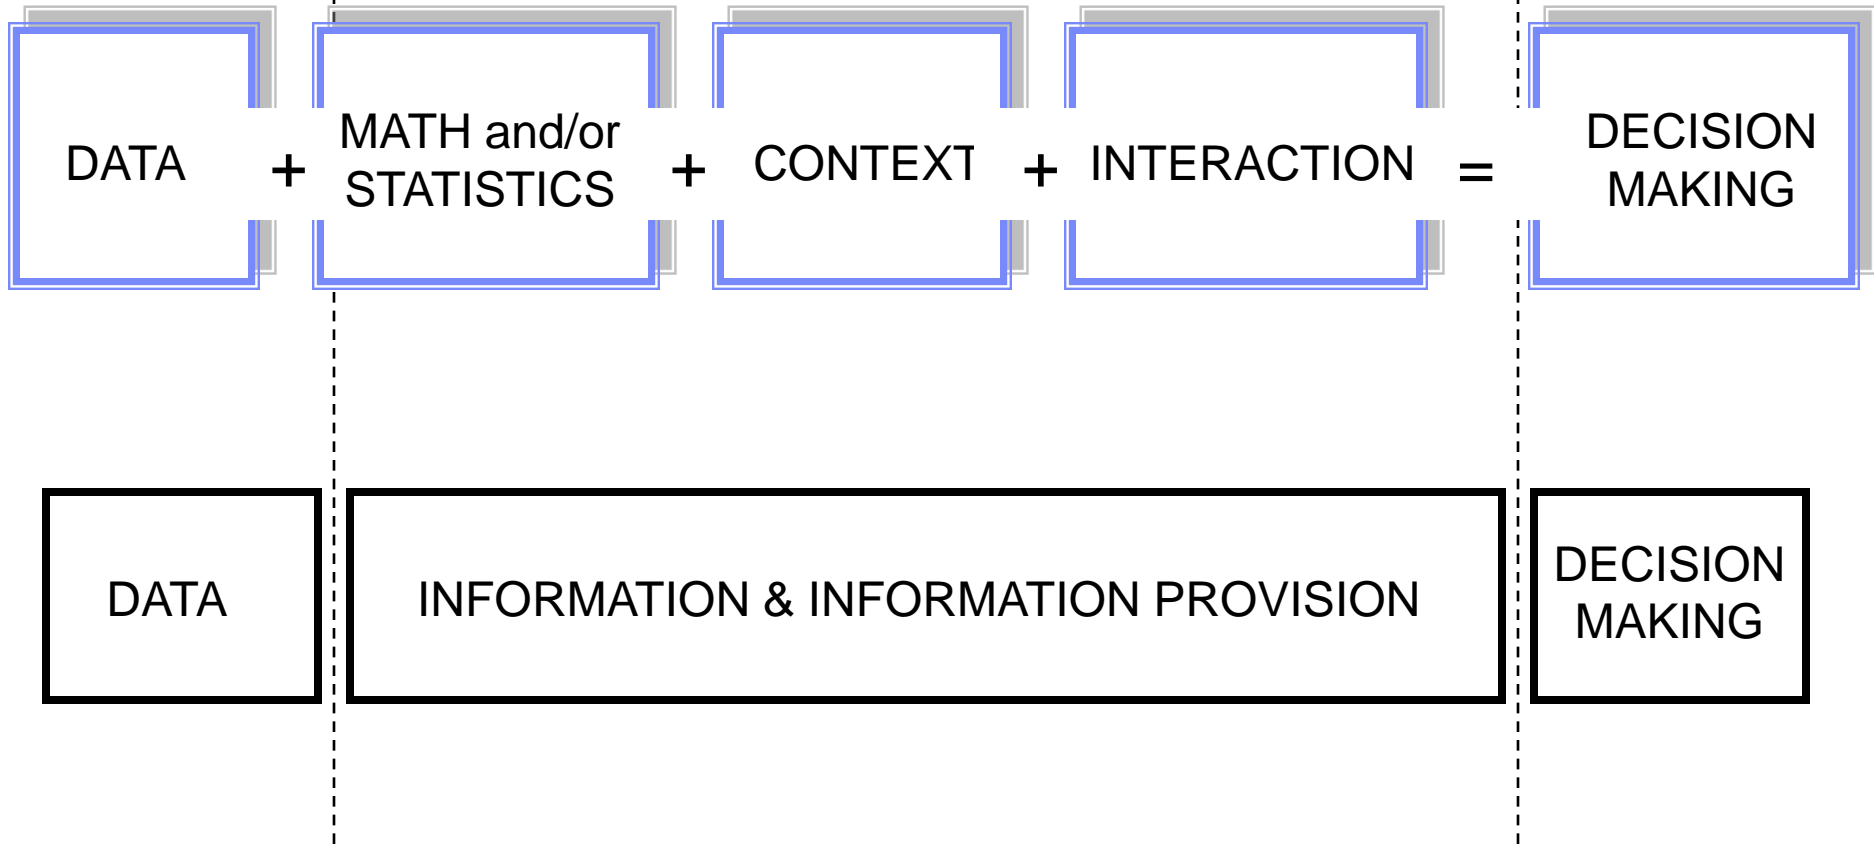 DATA + MATH and/or STATISTICS + CONTEXT + INTERACTION = DECISION MAKING
DATA
INFORMATION & INFORMATION PROVISION
DECISION
MAKING